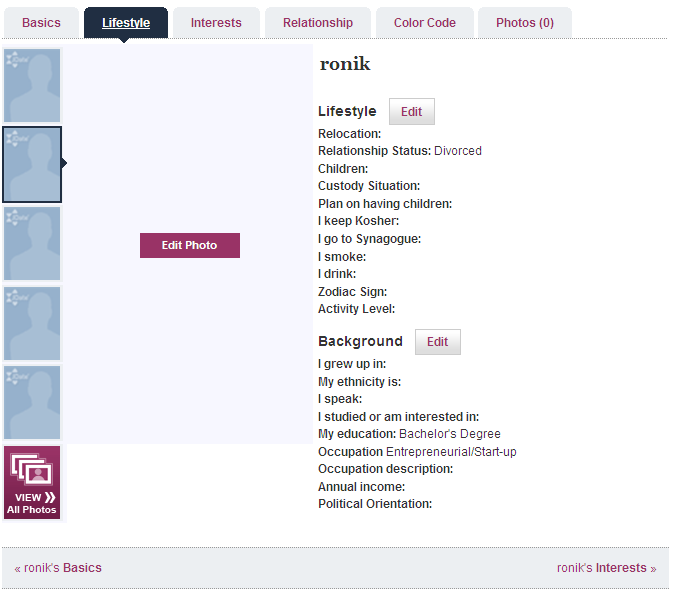 Basics Lifestyle Interests Relationship Color Code Photos (0)
ronik
Lifestyle Edit
Relocation:
Relationship Status: Divorced
Children:
Custody Situation:
Plan on having children:
I keep Kosher:
I go to Synagogue:
I smoke:
I drink:
Zodiac Sign:
Activity Level:
Edit Photo
Background Edit
I grew up in:
My ethnicity is:
I speak:
I studied or am interested in:
My education: Bachelor's Degree
Occupation Entrepreneurial/Start-up
Occupation description:
Annual income:
Political Orientation:
VIEW »
All Photos
« ronik's Basics
ronik's Interests »